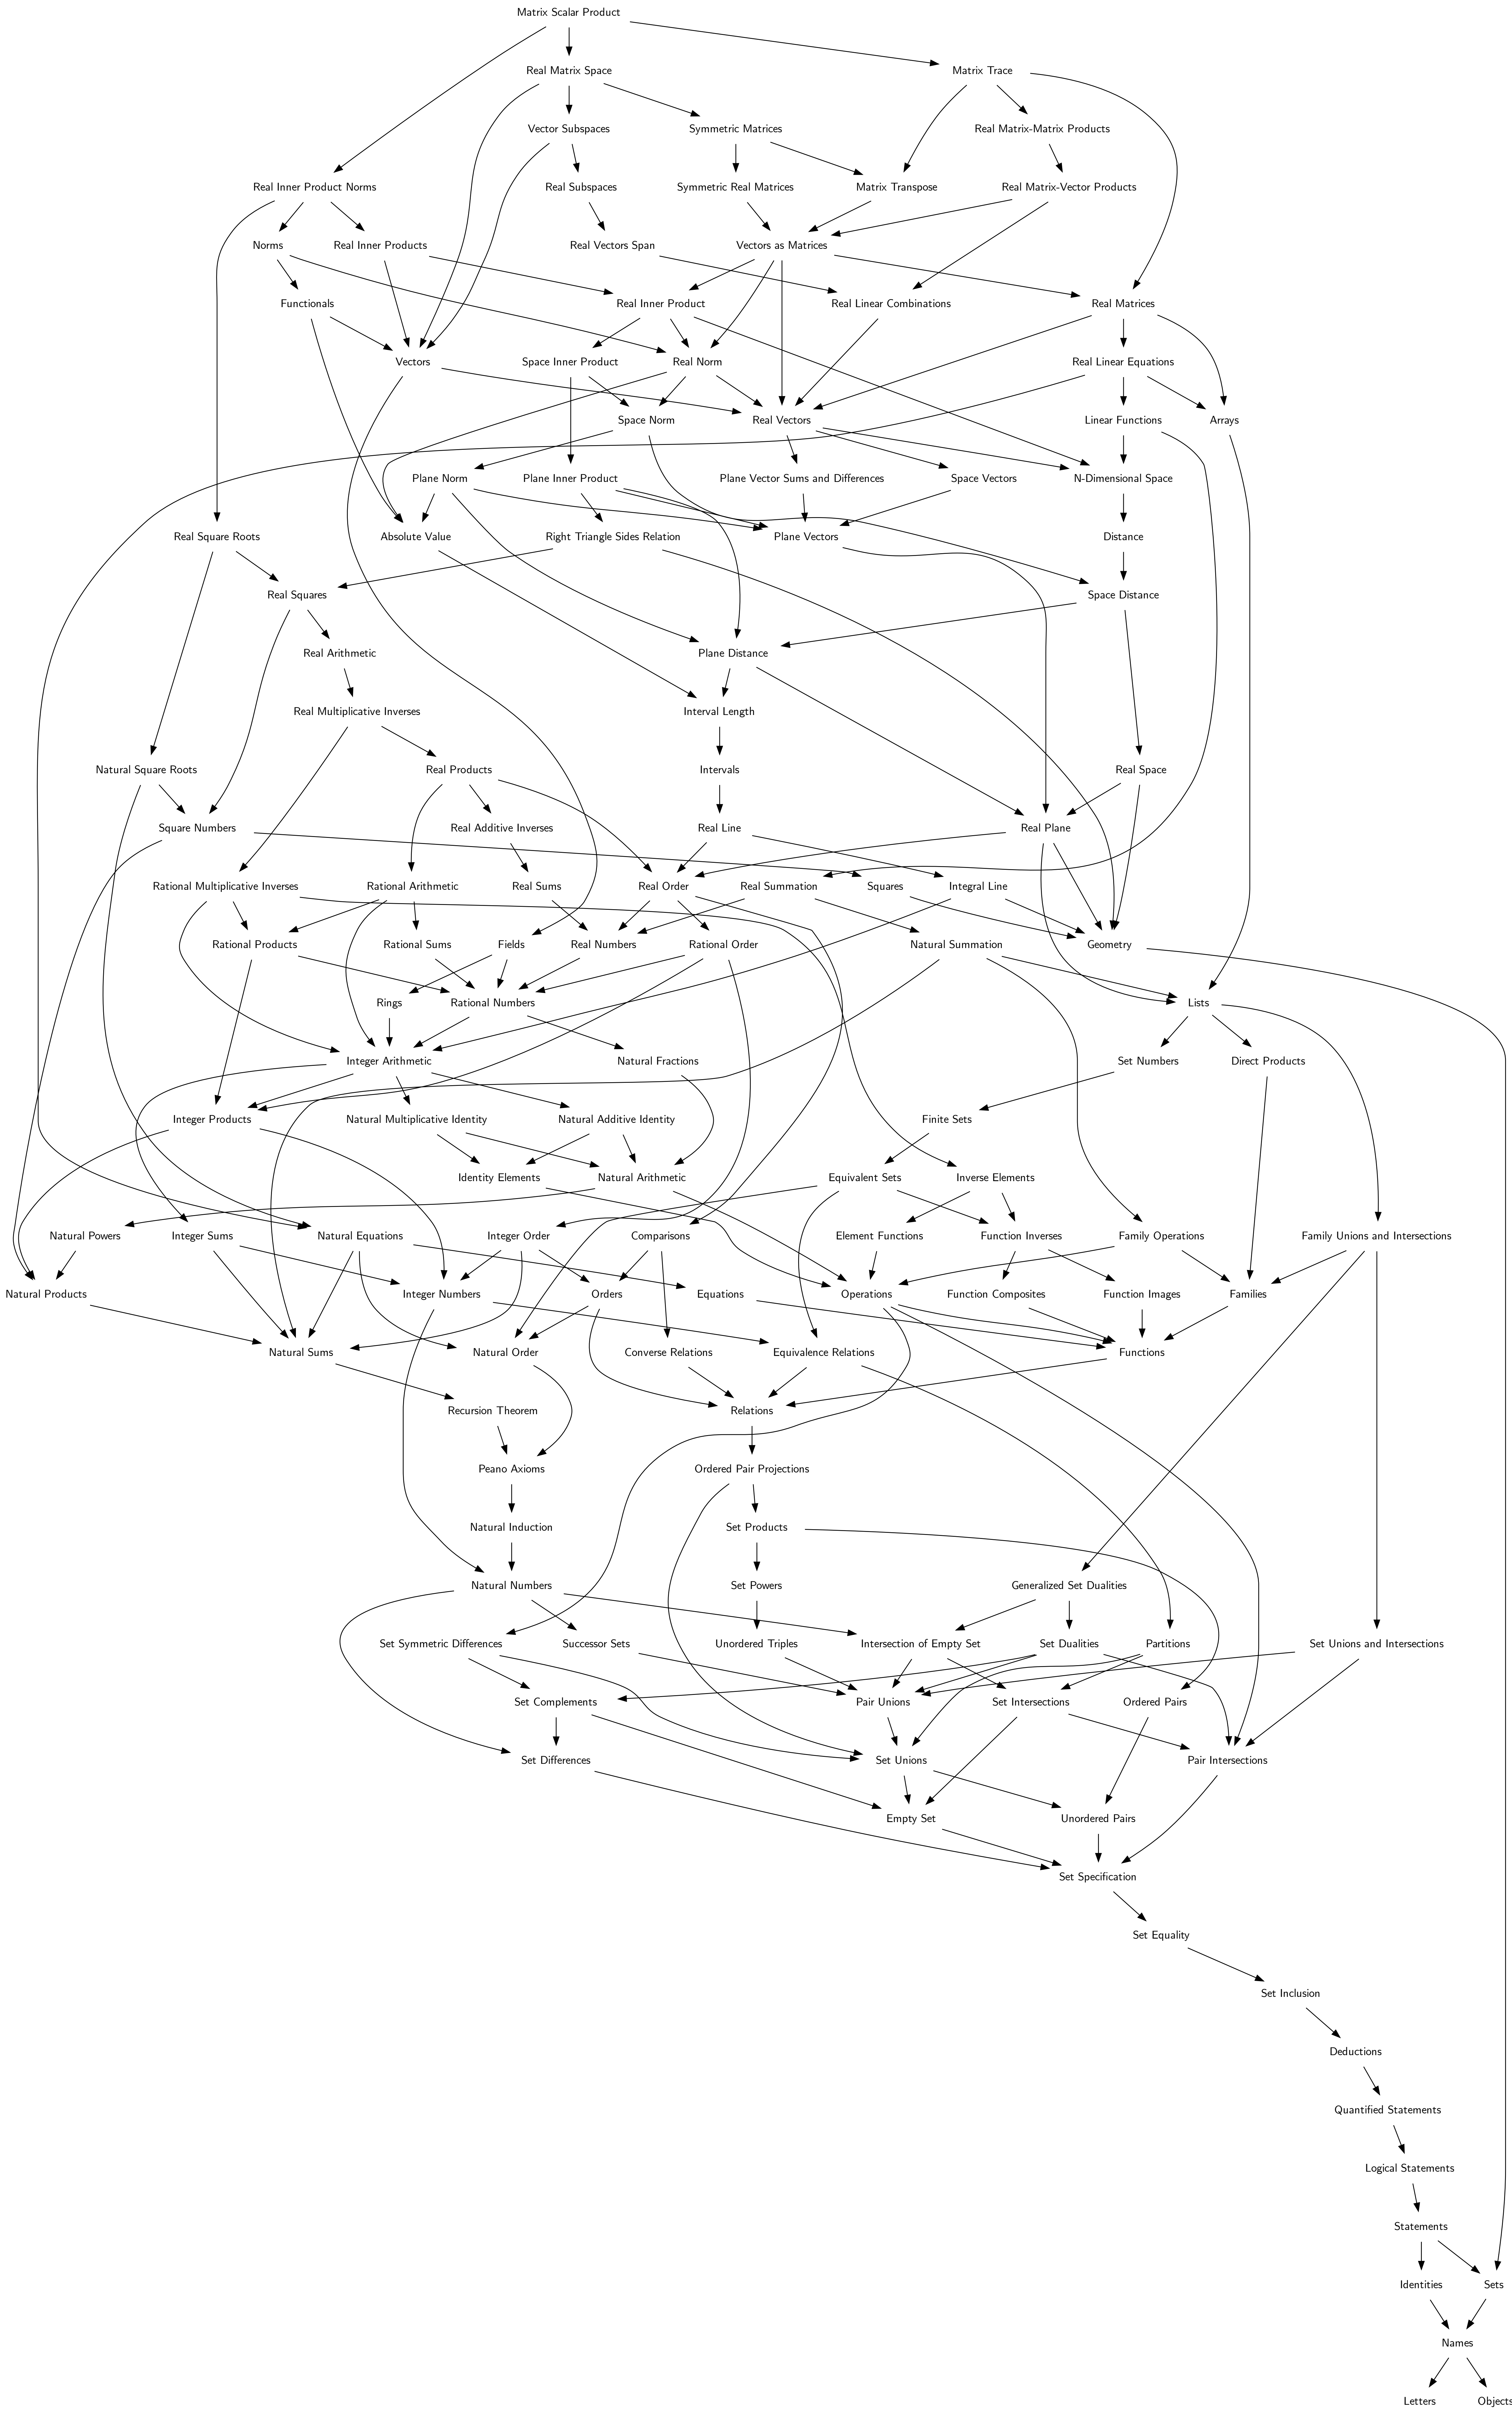 Matrix Scalar Product
Real Matrix Space
Matrix Trace
Vector Subspaces
Symmetric Matrices
Real Matrix-Matrix Products
Real Inner Product Norms
Real Subspaces
Symmetric Real Matrices
Matrix Transpose
Real Matrix-Vector Products
Norms
Real Inner Products
Real Vectors Span
Vectors as Matrices
Functionals
Real Inner Product
Real Linear Combinations
Real Matrices
Vectors
Space Inner Product
Real Norm
Real Linear Equations
Space Norm
Real Vectors
Linear Functions
Arrays
Plane Norm
Plane Inner Product
Plane Vector Sums and Differences
Space Vectors
N-Dimensional Space
Real Square Roots
Absolute Value
Right Triangle Sides Relation
Plane Vectors
Distance
Real Squares
Space Distance
Real Arithmetic
Plane Distance
Real Multiplicative Inverses
Interval Length
Natural Square Roots
Real Products
Intervals
Real Space
Square Numbers
Real Additive Inverses
Real Line
Real Plane
Rational Multiplicative Inverses
Rational Arithmetic
Real Sums
Real Order
Real Summation
Squares
Integral Line
Rational Products
Rational Sums
Fields
Real Numbers
Rational Order
Natural Summation
Geometry
Rings
Rational Numbers
Lists
Integer Arithmetic
Natural Fractions
Set Numbers
Direct Products
Integer Products
Natural Multiplicative Identity
Natural Additive Identity
Finite Sets
Identity Elements
Natural Arithmetic
Equivalent Sets
Inverse Elements
Natural Powers
Integer Sums
Natural Equations
Integer Order
Comparisons
Element Functions
Function Inverses
Family Operations
Family Unions and Intersections
Natural Products
Integer Numbers
Orders
Equations
Operations
Function Composites
Function Images
Families
Natural Sums
Natural Order
Converse Relations
Equivalence Relations
Functions
Recursion Theorem
Relations
Peano Axioms
Ordered Pair Projections
Natural Induction
Set Products
Natural Numbers
Set Powers
Generalized Set Dualities
Set Symmetric Differences
Successor Sets
Unordered Triples
Intersection of Empty Set
Set Dualities
Partitions
Set Unions and Intersections
Set Complements
Pair Unions
Set Intersections
Ordered Pairs
Set Differences
Set Unions
Pair Intersections
Empty Set
Unordered Pairs
Set Specification
Set Equality
Set Inclusion
Deductions
Quantified Statements
Logical Statements
Statements
Identities
Sets
Names
Letters
Objects